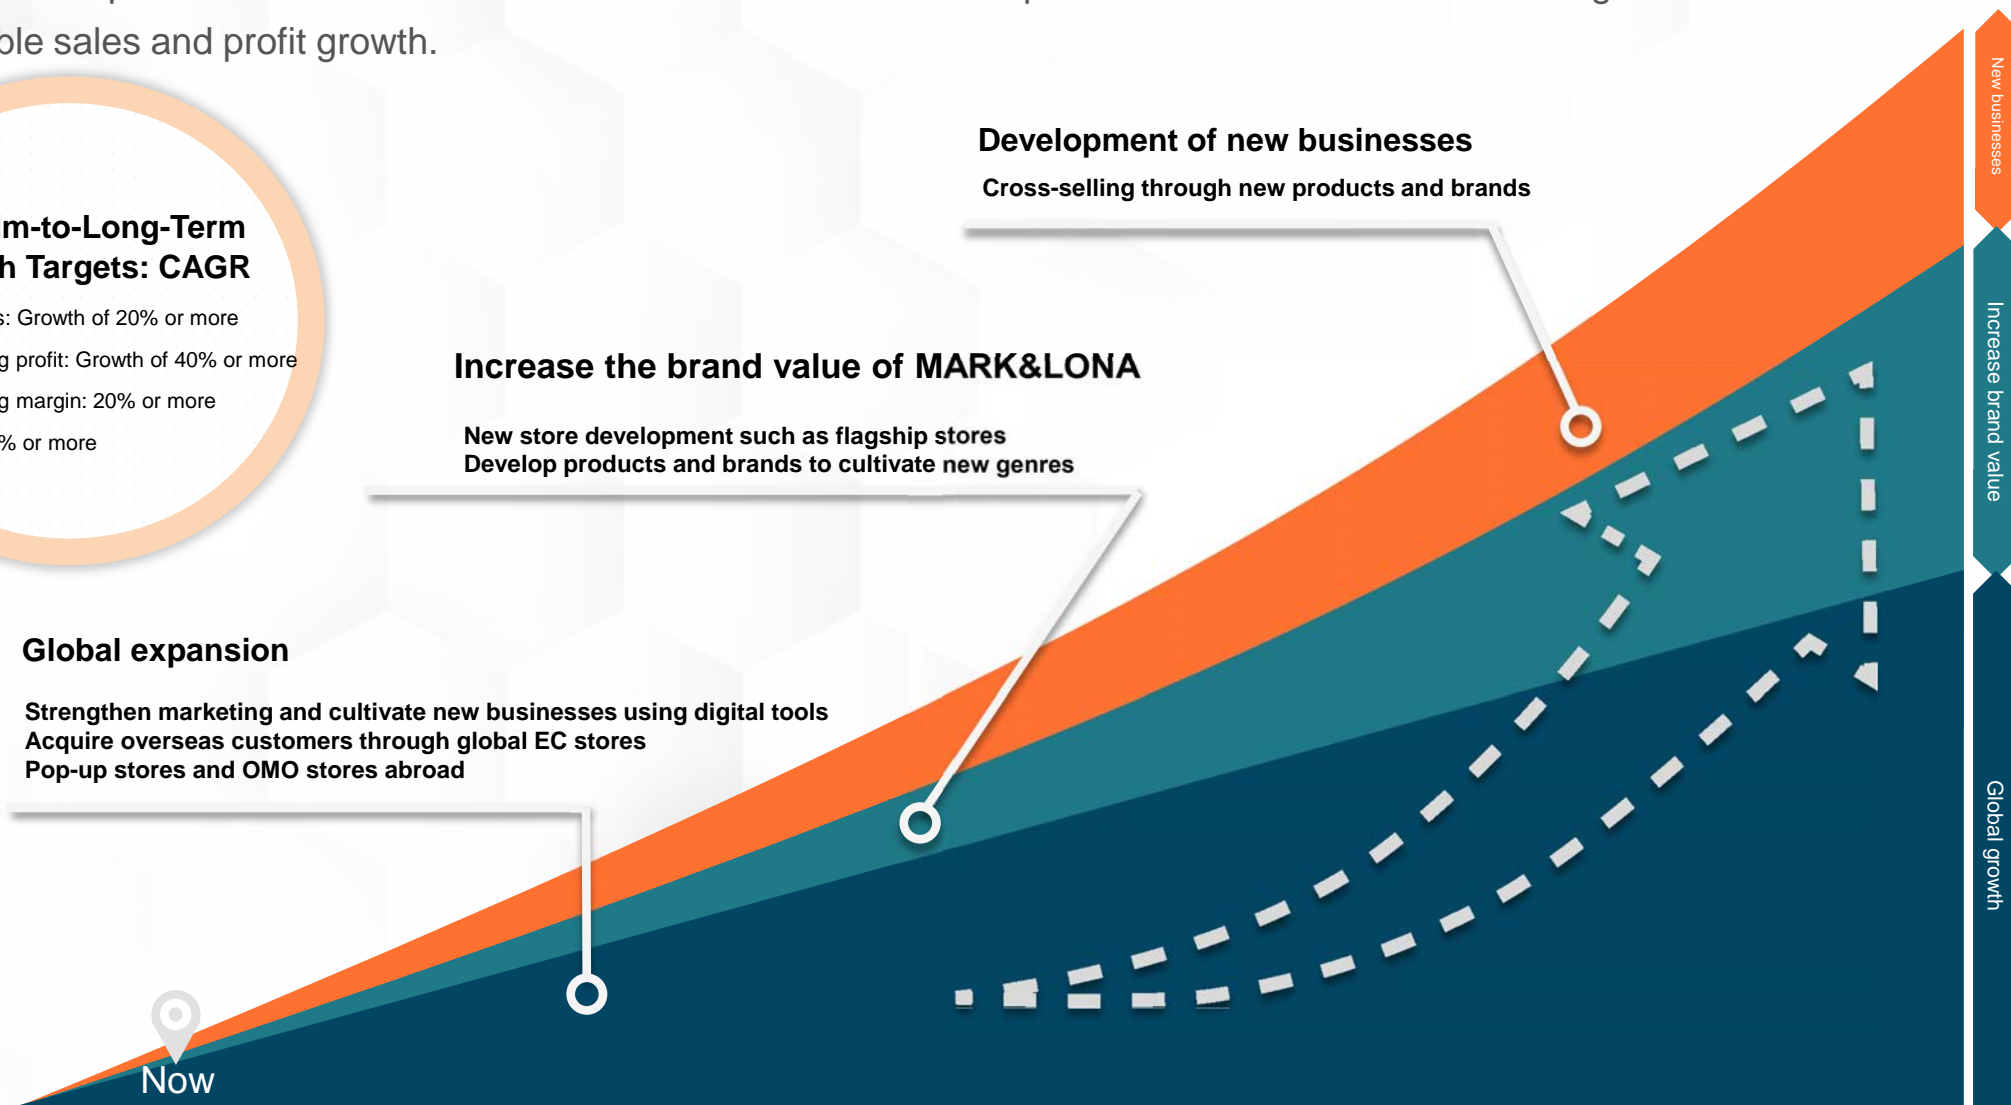 ble sales and profit growth.
m-to-Long-Term
h Targets: CAGR
s: Growth of 20% or more
g profit: Growth of 40% or more
g margin: 20% or more
% or more
Development of new businesses
Cross-selling through new products and brands
Increase the brand value of MARK&LONA
New store development such as flagship stores
Develop products and brands to cultivate new genres
Global expansion
Strengthen marketing and cultivate new businesses using digital tools
Acquire overseas customers through global EC stores
Pop-up stores and OMO stores abroad
Now
New businesses
Increase brand value
Global growth